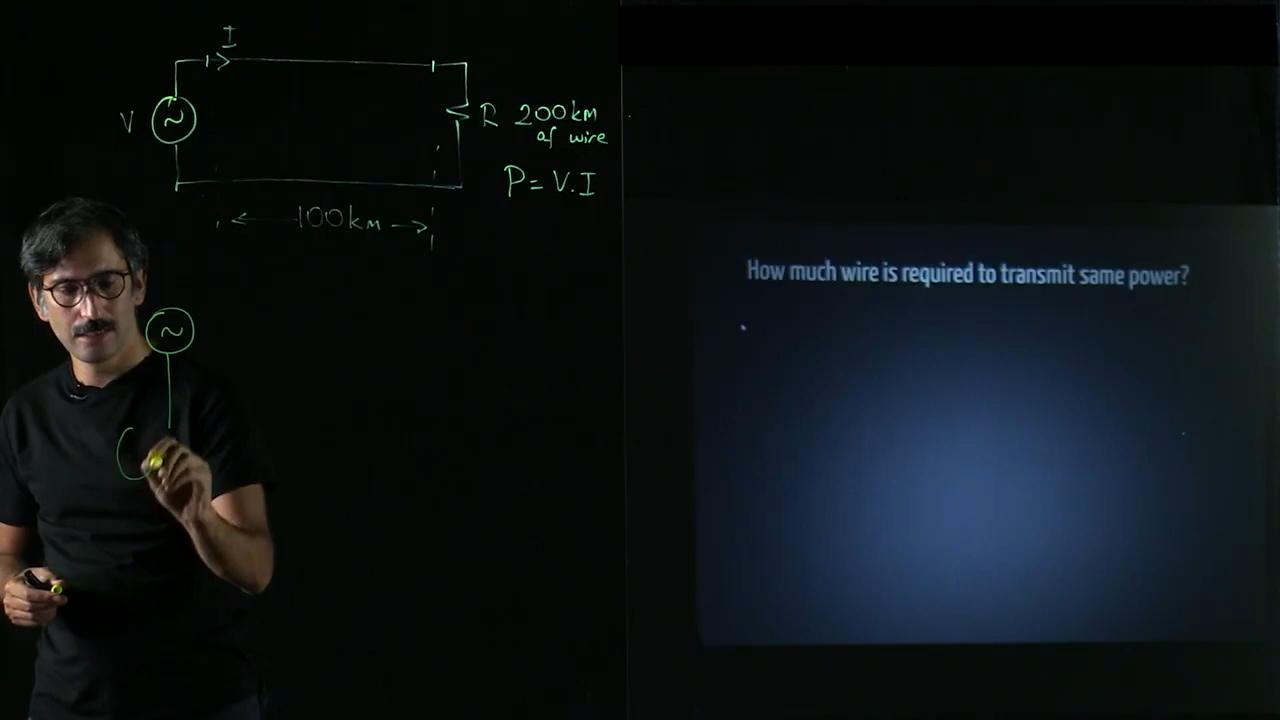 I
V
~
R 200km
of wire
P = V.I
100km
~
How much wire is required to transmit same power?